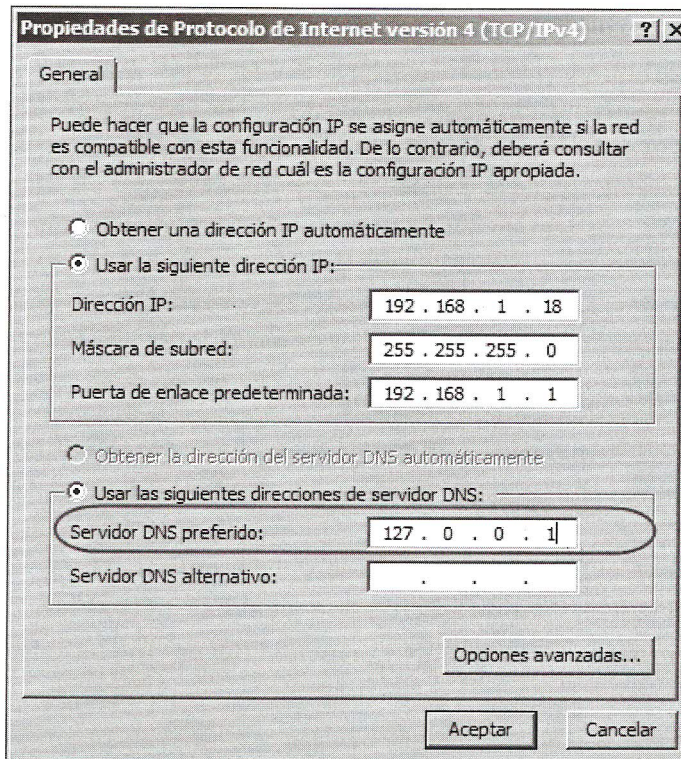 Propiedades de Protocolo de Internet versión 4 (TCP/IPv4)
General
Puede hacer que la configuración IP se asigne automáticamente si la red
es compatible con esta funcionalidad. De lo contrario, deberá consultar
con el administrador de red cuál es la configuración IP apropiada.
Obtener una dirección IP automáticamente
Usar la siguiente dirección IP:
Dirección IP: 192 . 168 . 1 . 18
Máscara de subred: 255 . 255 . 255 . 0
Puerta de enlace predeterminada: 192 . 168 . 1 . 1
Obtener la dirección del servidor DNS automáticamente
Usar las siguientes direcciones de servidor DNS:
Servidor DNS preferido: 127 . 0 . 0 . 1
Servidor DNS alternativo: . . .
Opciones avanzadas...
Aceptar Cancelar